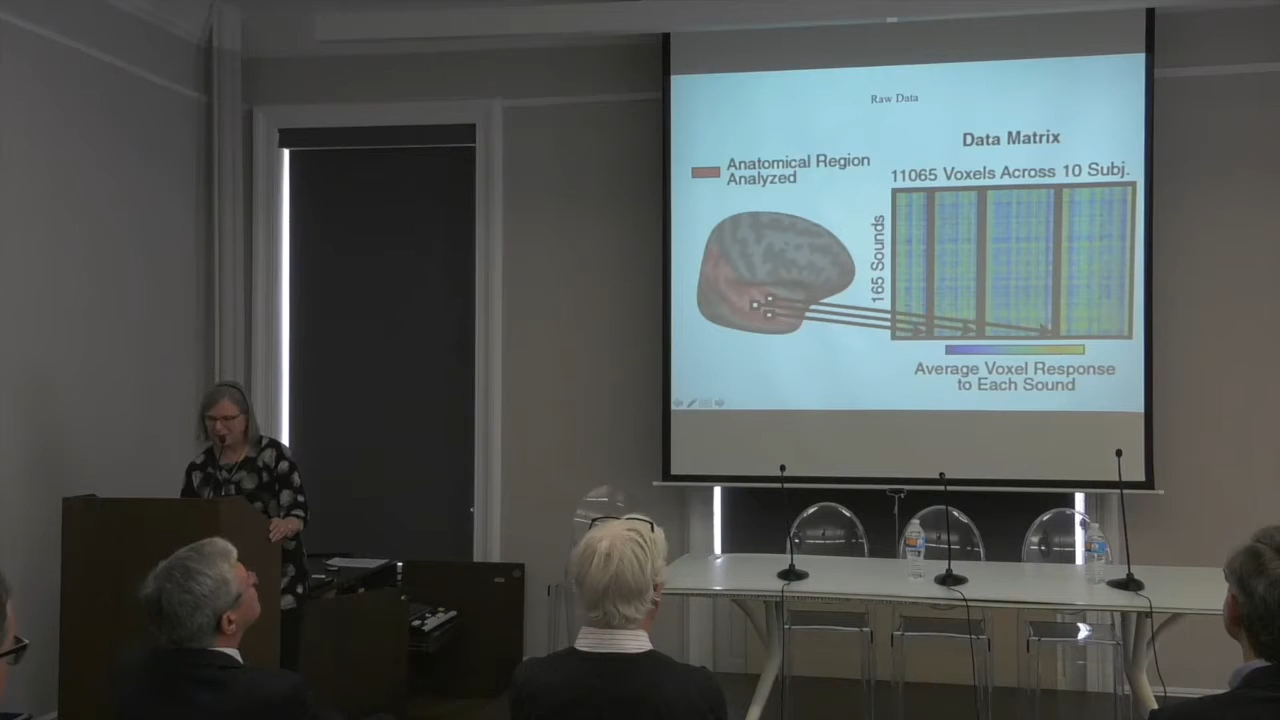 Raw Data
Data Matrix
Anatomical Region
Analyzed
11065 Voxels Across 10 Subj.
165 Sounds
Average Voxel Response
to Each Sound